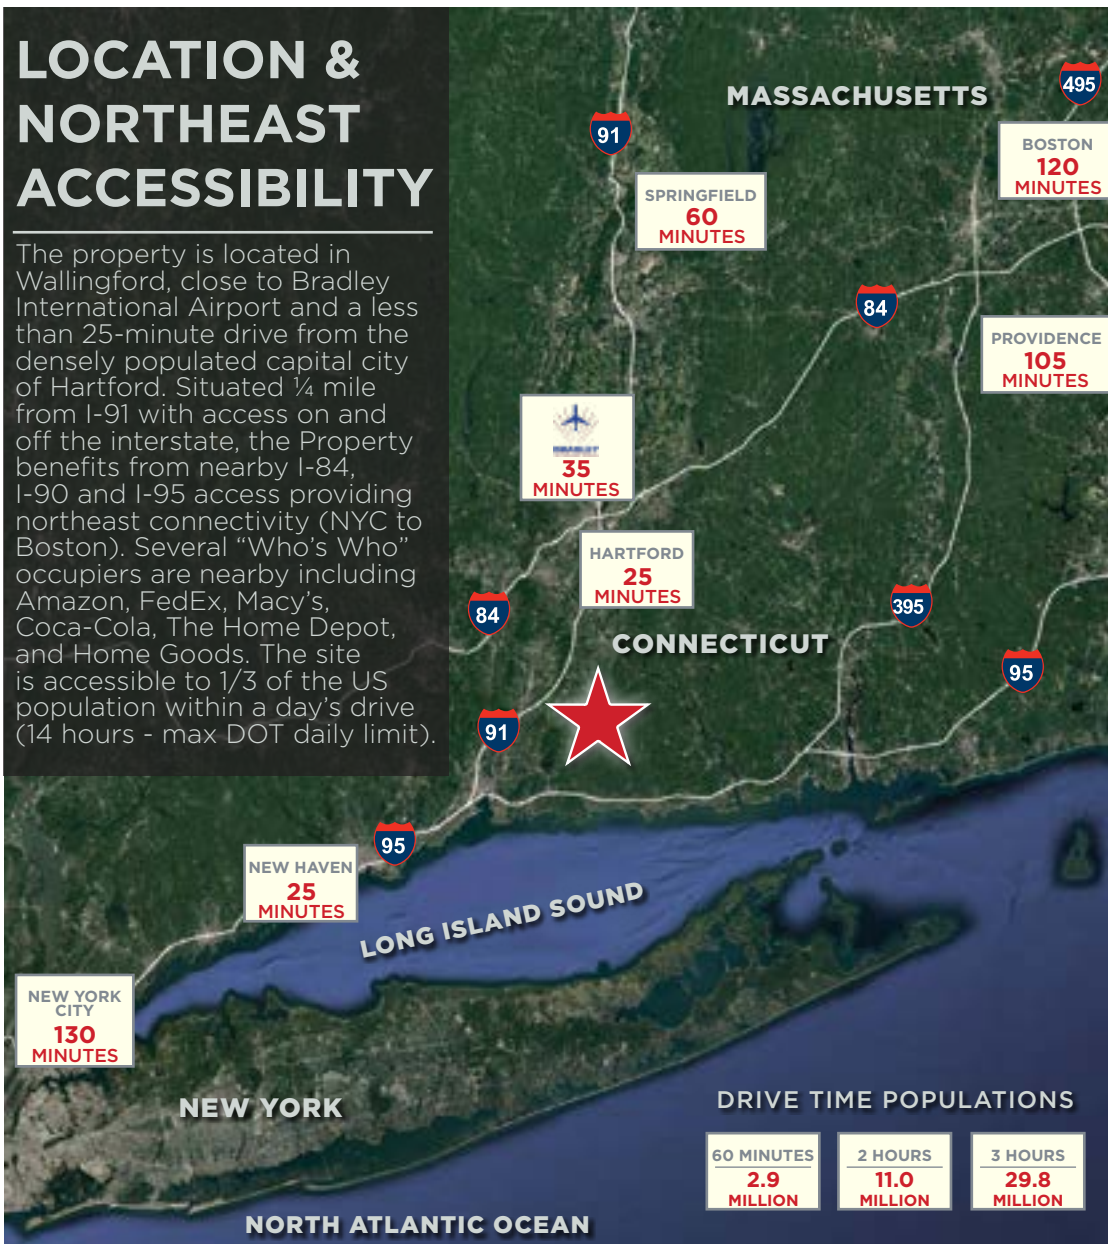 LOCATION &
NORTHEAST
ACCESSIBILITY
The property is located in
Wallingford, close to Bradley
International Airport and a less
than 25-minute drive from the
densely populated capital city
of Hartford. Situated ¼ mile
from I-91 with access on and
off the interstate, the Property
benefits from nearby I-84,
I-90 and I-95 access providing
northeast connectivity (NYC to
Boston). Several “Who’s Who”
occupiers are nearby including
Amazon, FedEx, Macy’s,
Coca-Cola, The Home Depot,
and Home Goods. The site
is accessible to 1/3 of the US
population within a day’s drive
(14 hours - max DOT daily limit).
MASSACHUSETTS
495
91
BOSTON
120
MINUTES
SPRINGFIELD
60
MINUTES
84
PROVIDENCE
105
MINUTES
BRADLEY
35
MINUTES
HARTFORD
25
MINUTES
84
395
CONNECTICUT
95
91
95
NEW HAVEN
25
MINUTES
LONG ISLAND SOUND
NEW YORK
CITY
130
MINUTES
NEW YORK
DRIVE TIME POPULATIONS
60 MINUTES
2.9
MILLION
2 HOURS
11.0
MILLION
3 HOURS
29.8
MILLION
NORTH ATLANTIC OCEAN